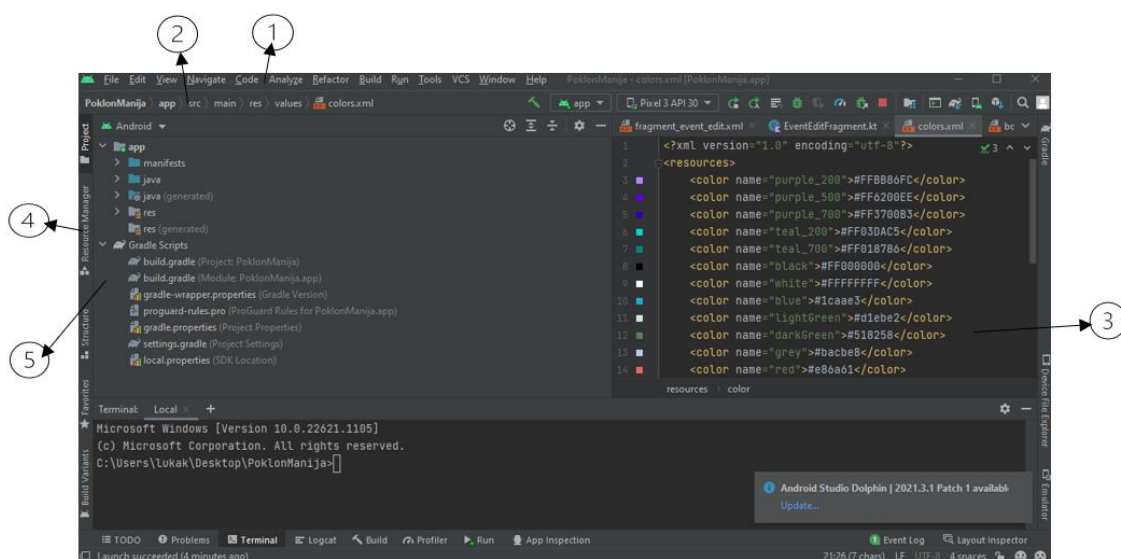 2 1
File Edit View Navigate Code Analyze Refactor Build Run Tools VCS Window Help PoklonManija - colors.xml [PoklonManija.app]
PoklonManija app src main res values colors.xml app Pixel 3 API 30
Project
Android
fragment_event_edit.xml EventEditFragment.kt colors.xml bc
Gradle
app
manifests
java
java (generated)
res
res (generated)
Gradle Scripts
build.gradle (Project: PoklonManija)
build.gradle (Module: PoklonManija.app)
gradle-wrapper.properties (Gradle Version)
proguard-rules.pro (ProGuard Rules for PoklonManija.app)
gradle.properties (Project Properties)
settings.gradle (Project Settings)
local.properties (SDK Location)
4
Resource Manager
5
Structure
Favorites
Build Variants
1 <?xml version="1.0" encoding="utf-8"?> 3
2 <resources>
3 <color name="purple_200">#FFBB86FC</color>
4 <color name="purple_500">#FF6200EE</color>
5 <color name="purple_700">#FF3700B3</color>
6 <color name="teal_200">#FF03DAC5</color>
7 <color name="teal_700">#FF018786</color>
8 <color name="black">#FF000000</color>
9 <color name="white">#FFFFFFFF</color>
10 <color name="blue">#1caae3</color>
11 <color name="lightGreen">#d1ebe2</color>
12 <color name="darkGreen">#518258</color>
13 <color name="grey">#bacbe8</color>
14 <color name="red">#e86a61</color>
resources color
3
Device File Explorer
Emulator
Terminal: Local +
Microsoft Windows [Version 10.0.22621.1105]
(c) Microsoft Corporation. All rights reserved.
C:\Users\lukak\Desktop\PoklonManija>
Android Studio Dolphin | 2021.3.1 Patch 1 availabl
Update...
TODO Problems Terminal Logcat Build Profiler Run App Inspection 1 Event Log Layout Inspector
Launch succeeded (4 minutes ago) 21:26 (7 chars) LF UTF-8 4 spaces